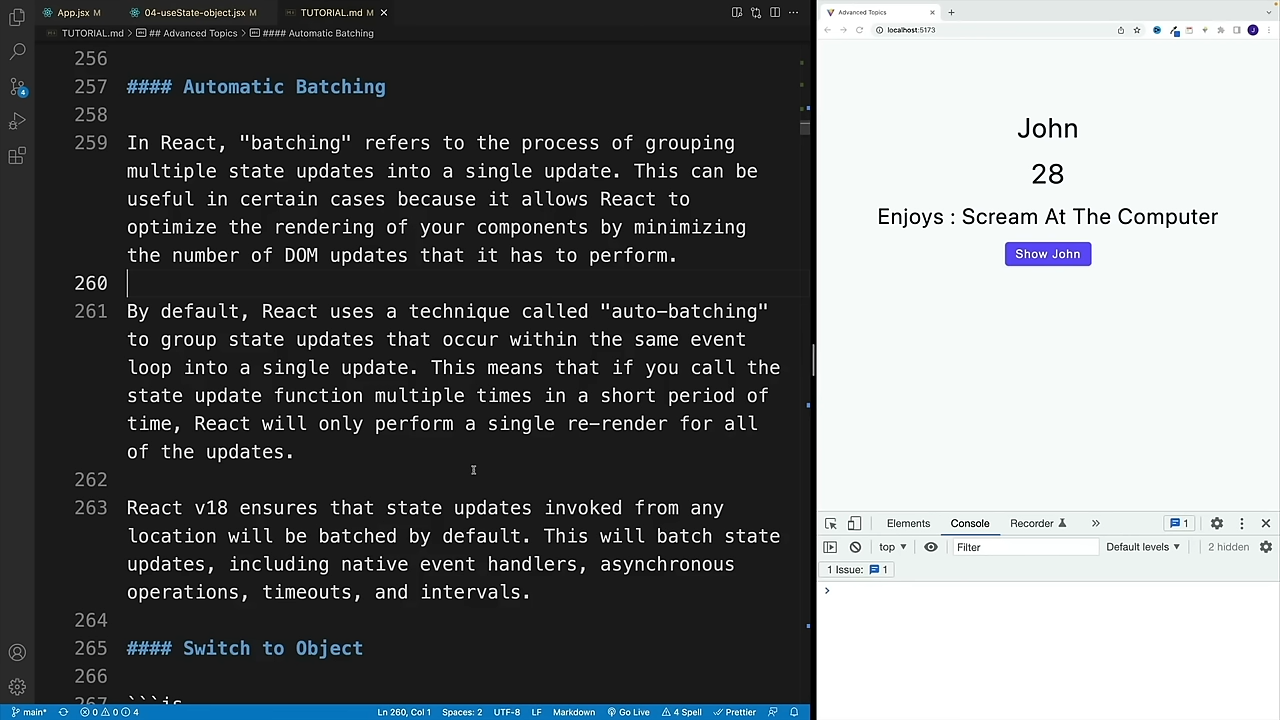 App.jsx M
04-useState-object.jsx M
TUTORIAL.md M
TUTORIAL.md > ## Advanced Topics > #### Automatic Batching
256
257 #### Automatic Batching
258
259 In React, "batching" refers to the process of grouping
multiple state updates into a single update. This can be
useful in certain cases because it allows React to
optimize the rendering of your components by minimizing
the number of DOM updates that it has to perform.
260
261 By default, React uses a technique called "auto-batching"
to group state updates that occur within the same event
loop into a single update. This means that if you call the
state update function multiple times in a short period of
time, React will only perform a single re-render for all
of the updates.
262
263 React v18 ensures that state updates invoked from any
location will be batched by default. This will batch state
updates, including native event handlers, asynchronous
operations, timeouts, and intervals.
264
265 #### Switch to Object
266
267 ```js
4
main* 0 0 4 Ln 260, Col 1 Spaces: 2 UTF-8 LF Markdown Go Live 4 Spell Prettier
Advanced Topics
localhost:5173
J
John
28
Enjoys : Scream At The Computer
Show John
Elements Console Recorder 1
top Filter Default levels 2 hidden
1 Issue: 1